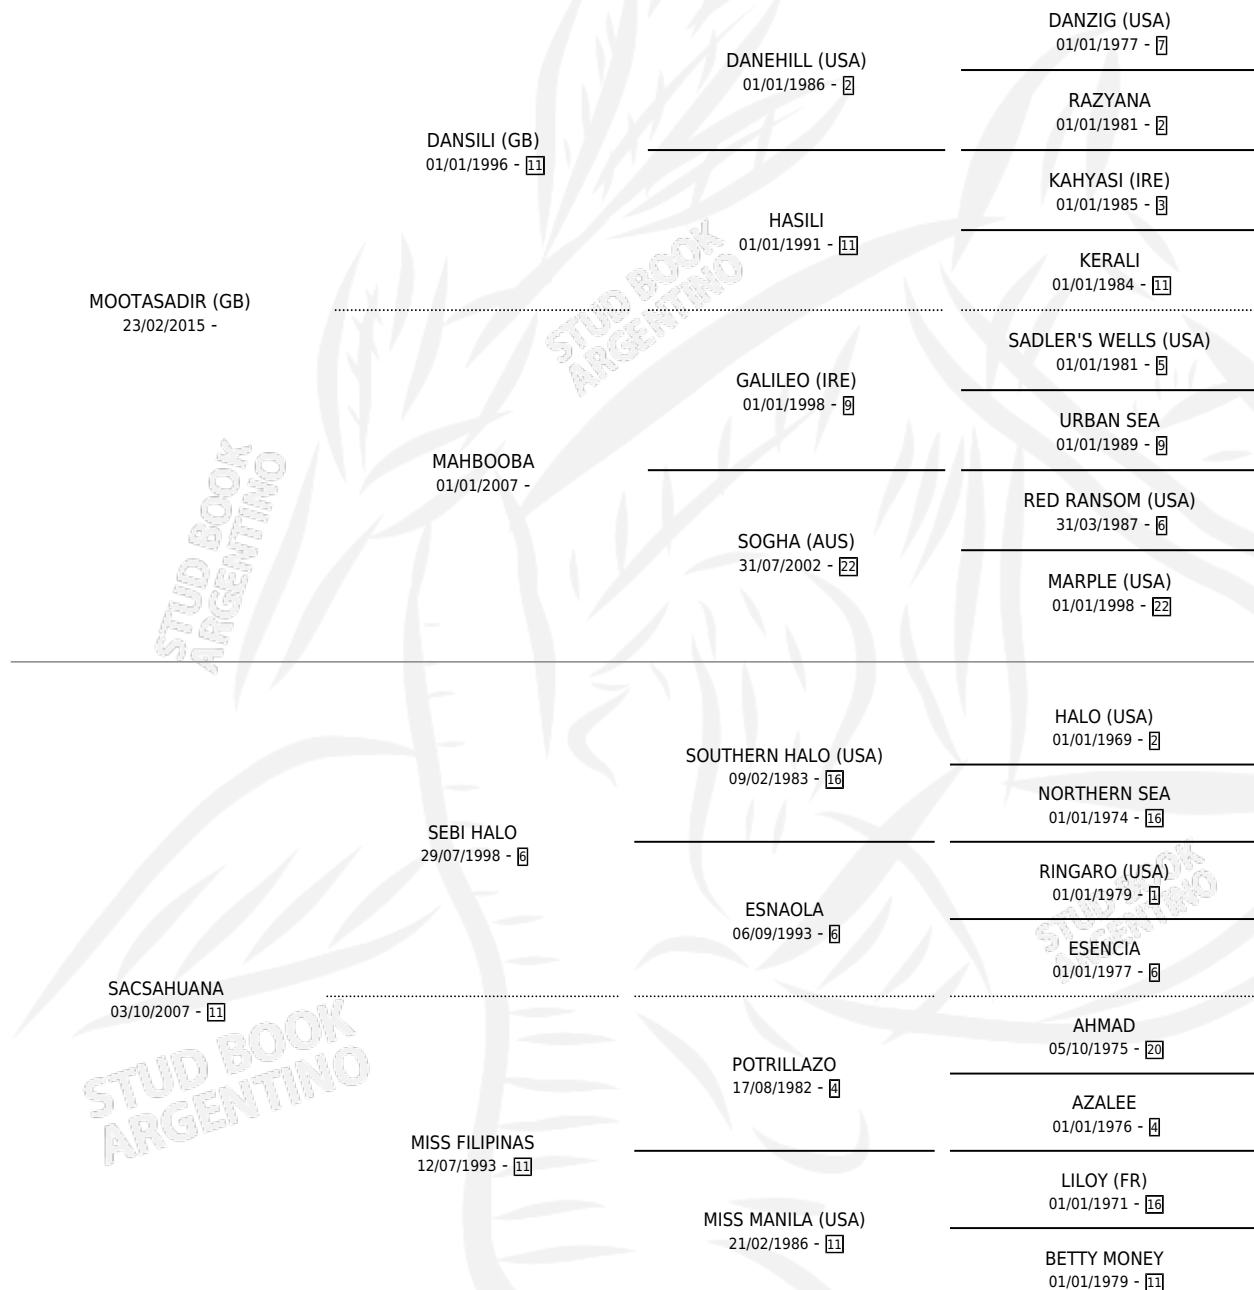 DANZIG (USA)
01/01/1977 - 7
DANEHILL (USA)
01/01/1986 - 2
RAZYANA
01/01/1981 - 2
DANSILI (GB)
01/01/1996 - 11
KAHYASI (IRE)
01/01/1985 - 3
HASILI
01/01/1991 - 11
KERALI
01/01/1984 - 11
MOOTASADIR (GB)
23/02/2015 -
SADLER'S WELLS (USA)
01/01/1981 - 5
GALILEO (IRE)
01/01/1998 - 9
URBAN SEA
01/01/1989 - 9
MAHBOOBA
01/01/2007 -
RED RANSOM (USA)
31/03/1987 - 6
SOGHA (AUS)
31/07/2002 - 22
MARPLE (USA)
01/01/1998 - 22
HALO (USA)
01/01/1969 - 2
SOUTHERN HALO (USA)
09/02/1983 - 16
NORTHERN SEA
01/01/1974 - 16
SEBI HALO
29/07/1998 - 6
RINGARO (USA)
01/01/1979 - 1
ESNAOLA
06/09/1993 - 6
ESENCIA
01/01/1977 - 6
SACSAHUANA
03/10/2007 - 11
AHMAD
05/10/1975 - 20
POTRILLAZO
17/08/1982 - 4
AZALEE
01/01/1976 - 4
MISS FILIPINAS
12/07/1993 - 11
LILOY (FR)
01/01/1971 - 16
MISS MANILA (USA)
21/02/1986 - 11
BETTY MONEY
01/01/1979 - 11
STUD BOOK
ARGENTINO
STUD BOOK
ARGENTINO
STUD BOOK
ARGENTINO
STUD BOOK
ARGENTINO